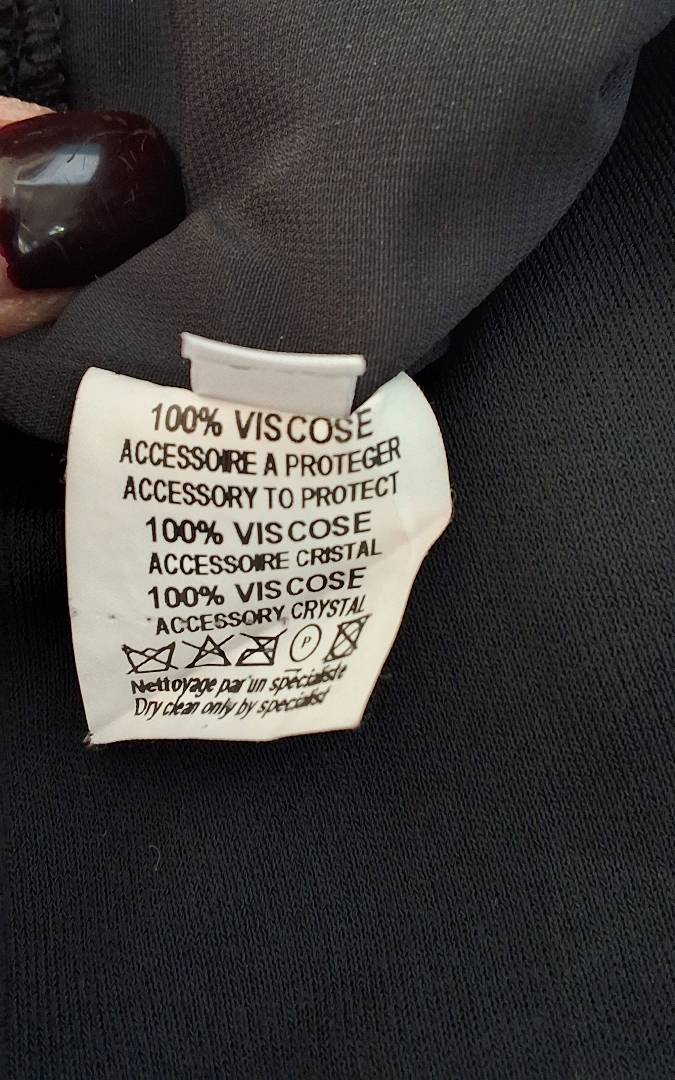 100% VISCOSE
ACCESSOIRE A PROTEGER
ACCESSORY TO PROTECT
100% VISCOSE
ACCESSOIRE CRISTAL
100% VISCOSE
ACCESSORY CRYSTAL
P
Nettoyage par un spécialiste
Dry clean only by specialist